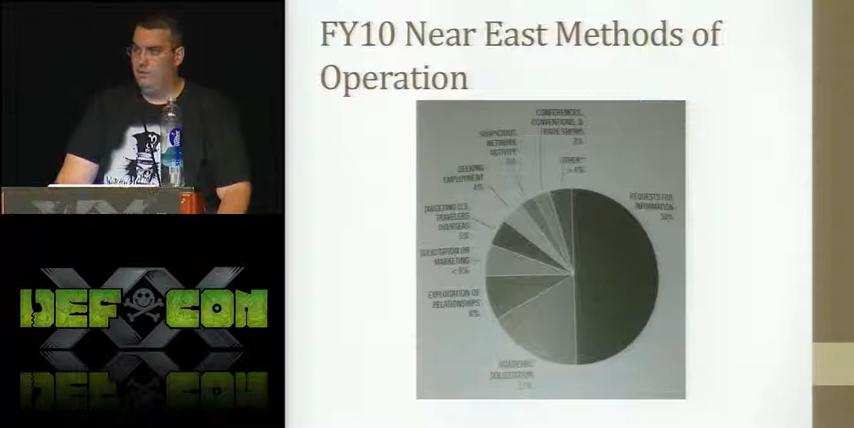 FY10 Near East Methods of
Operation
CONFERENCES,
CONVENTIONS, &
TRADE SHOWS
SUSPICIOUS
NETWORK
ACTIVITY
OTHER
SEEKING
EMPLOYMENT
REQUESTS FOR
INFORMATION
TARGETING U.S.
TRAVELERS
OVERSEAS
SOLICITATION OR
MARKETING
EXPLOITATION OF
RELATIONSHIPS
ACADEMIC
SOLICITATION
DEF CON